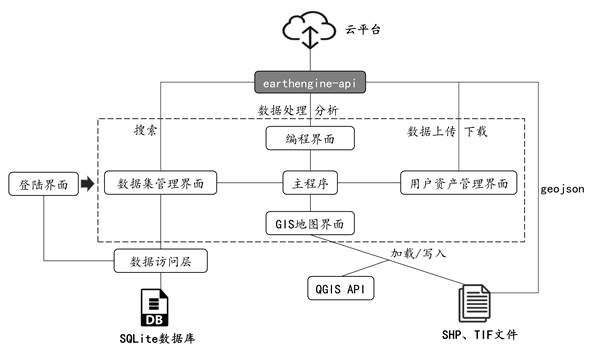 云平台
earthengine-api
数据处理 分析
搜索
编程界面
数据上传 下载
登陆界面
数据集管理界面
主程序
用户资产管理界面
geojson
GIS地图界面
数据访问层
加载/写入
QGIS API
DB
SQLite数据库
SHP、TIF文件